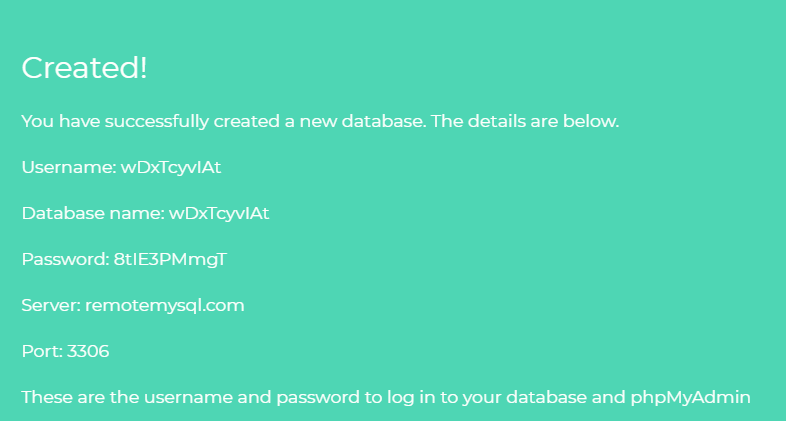 Created!
You have successfully created a new database. The details are below.
Username: wDxTcyvIAt
Database name: wDxTcyvIAt
Password: 8tIE3PMmgT
Server: remotemysql.com
Port: 3306
These are the username and password to log in to your database and phpMyAdmin